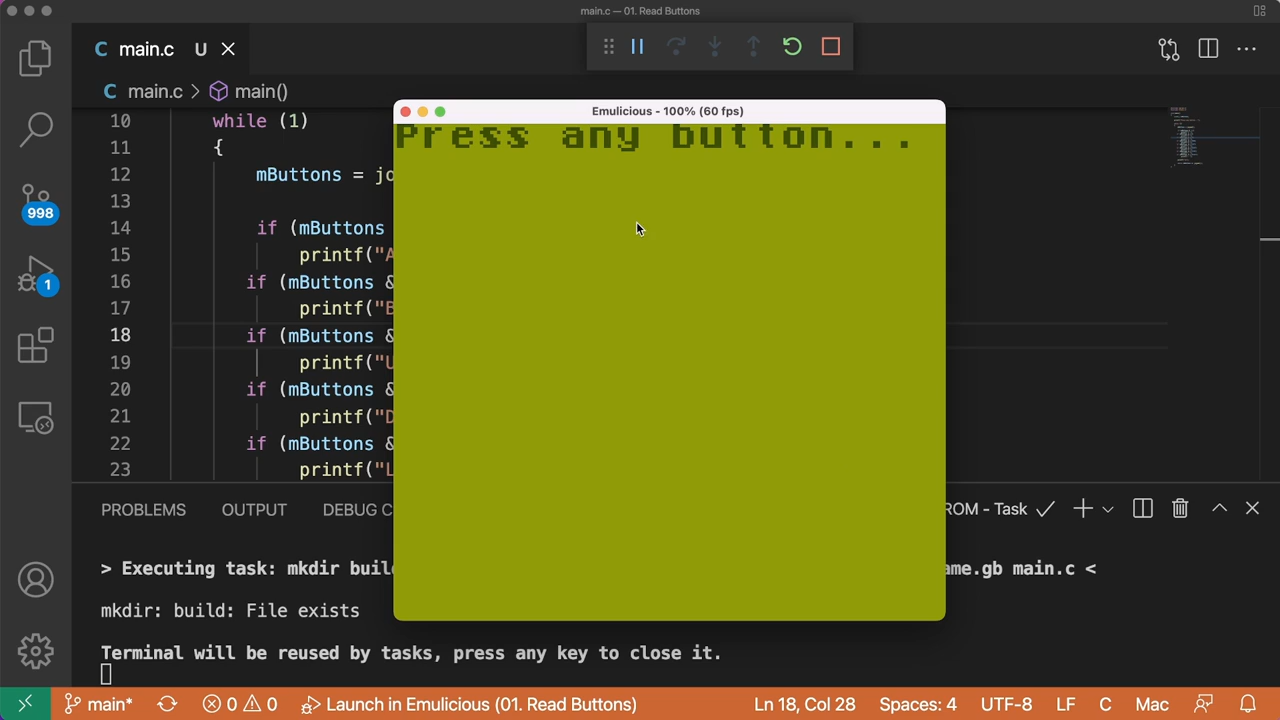 main.c — 01. Read Buttons
C main.c U
C main.c > main()
Emulicious - 100% (60 fps)
Press any button...
10 while (1)
11 {
12 mButtons = jo
13
14 if (mButtons
15 printf("A
16 if (mButtons &
17 printf("B
18 if (mButtons &
19 printf("U
20 if (mButtons &
21 printf("D
22 if (mButtons &
23 printf("L
998
1
PROBLEMS OUTPUT DEBUG C ROM - Task
> Executing task: mkdir buil ame.gb main.c <
mkdir: build: File exists
Terminal will be reused by tasks, press any key to close it.
main* 0 0 Launch in Emulicious (01. Read Buttons) Ln 18, Col 28 Spaces: 4 UTF-8 LF C Mac